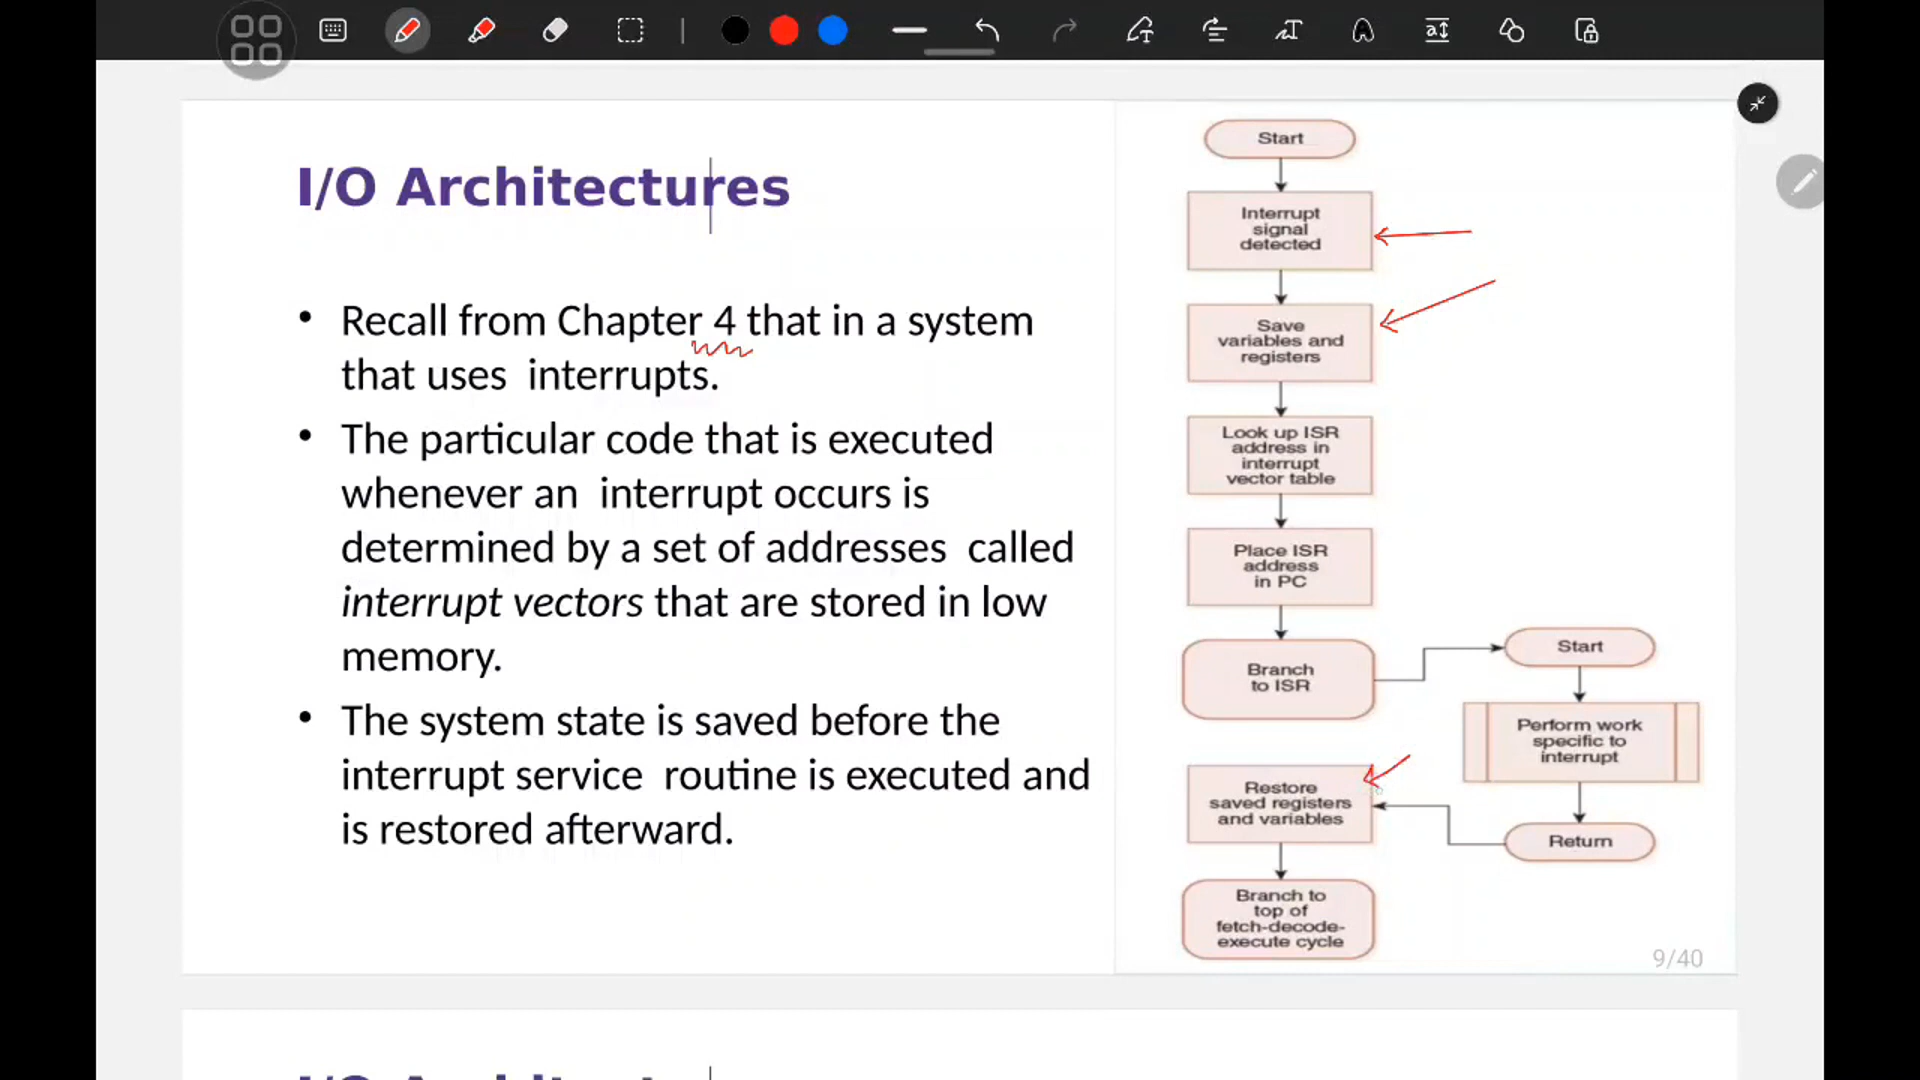 I/O Architectures
• Recall from Chapter 4 that in a system
that uses interrupts.
• The particular code that is executed
whenever an interrupt occurs is
determined by a set of addresses called
interrupt vectors that are stored in low
memory.
• The system state is saved before the
interrupt service routine is executed and
is restored afterward.
Start
Interrupt
signal
detected
Save
variables and
registers
Look up ISR
address in
interrupt
vector table
Place ISR
address
in PC
Branch
to ISR
Start
Perform work
specific to
interrupt
Return
Restore
saved registers
and variables
Branch to
top of
fetch-decode-
execute cycle
9/40